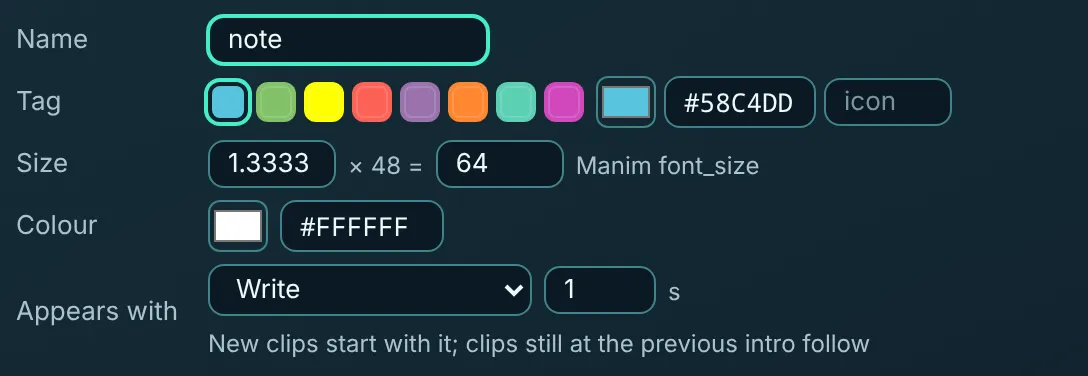 Name note
Tag #58C4DD icon
Size 1.3333 × 48 = 64 Manim font_size
Colour #FFFFFF
Appears with Write 1 s
New clips start with it; clips still at the previous intro follow